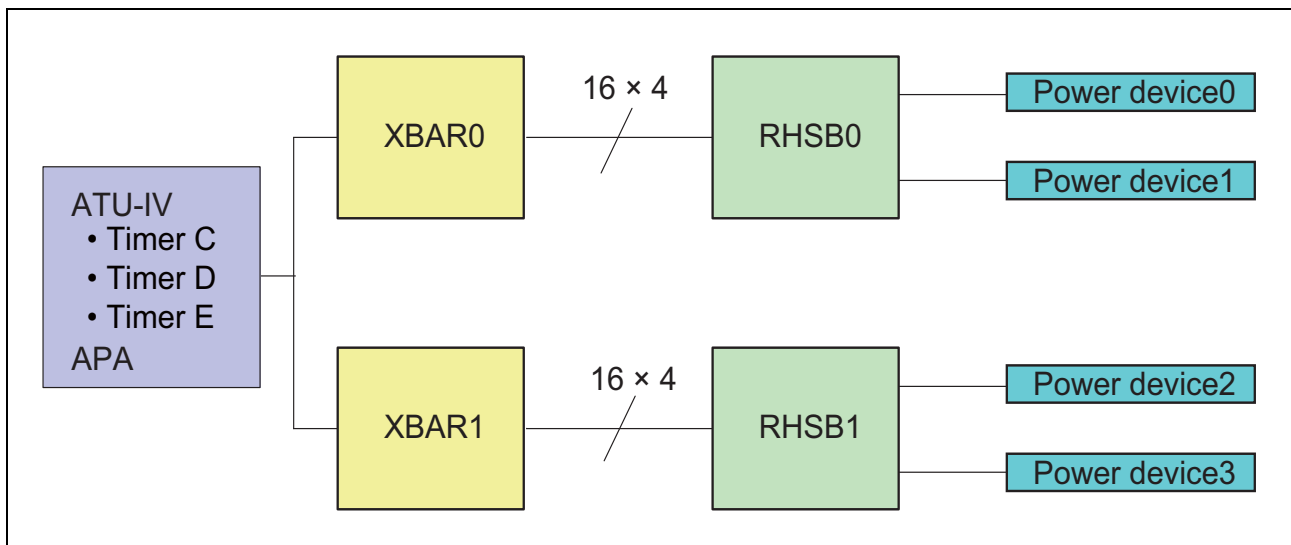 ATU-IV
• Timer C
• Timer D
• Timer E
APA
XBAR0
16 × 4
RHSB0
Power device0
Power device1
XBAR1
16 × 4
RHSB1
Power device2
Power device3